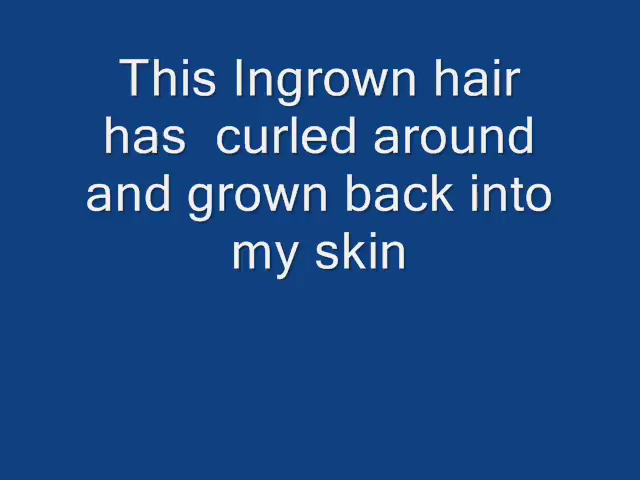 This Ingrown hair
has  curled around
and grown back into
my skin